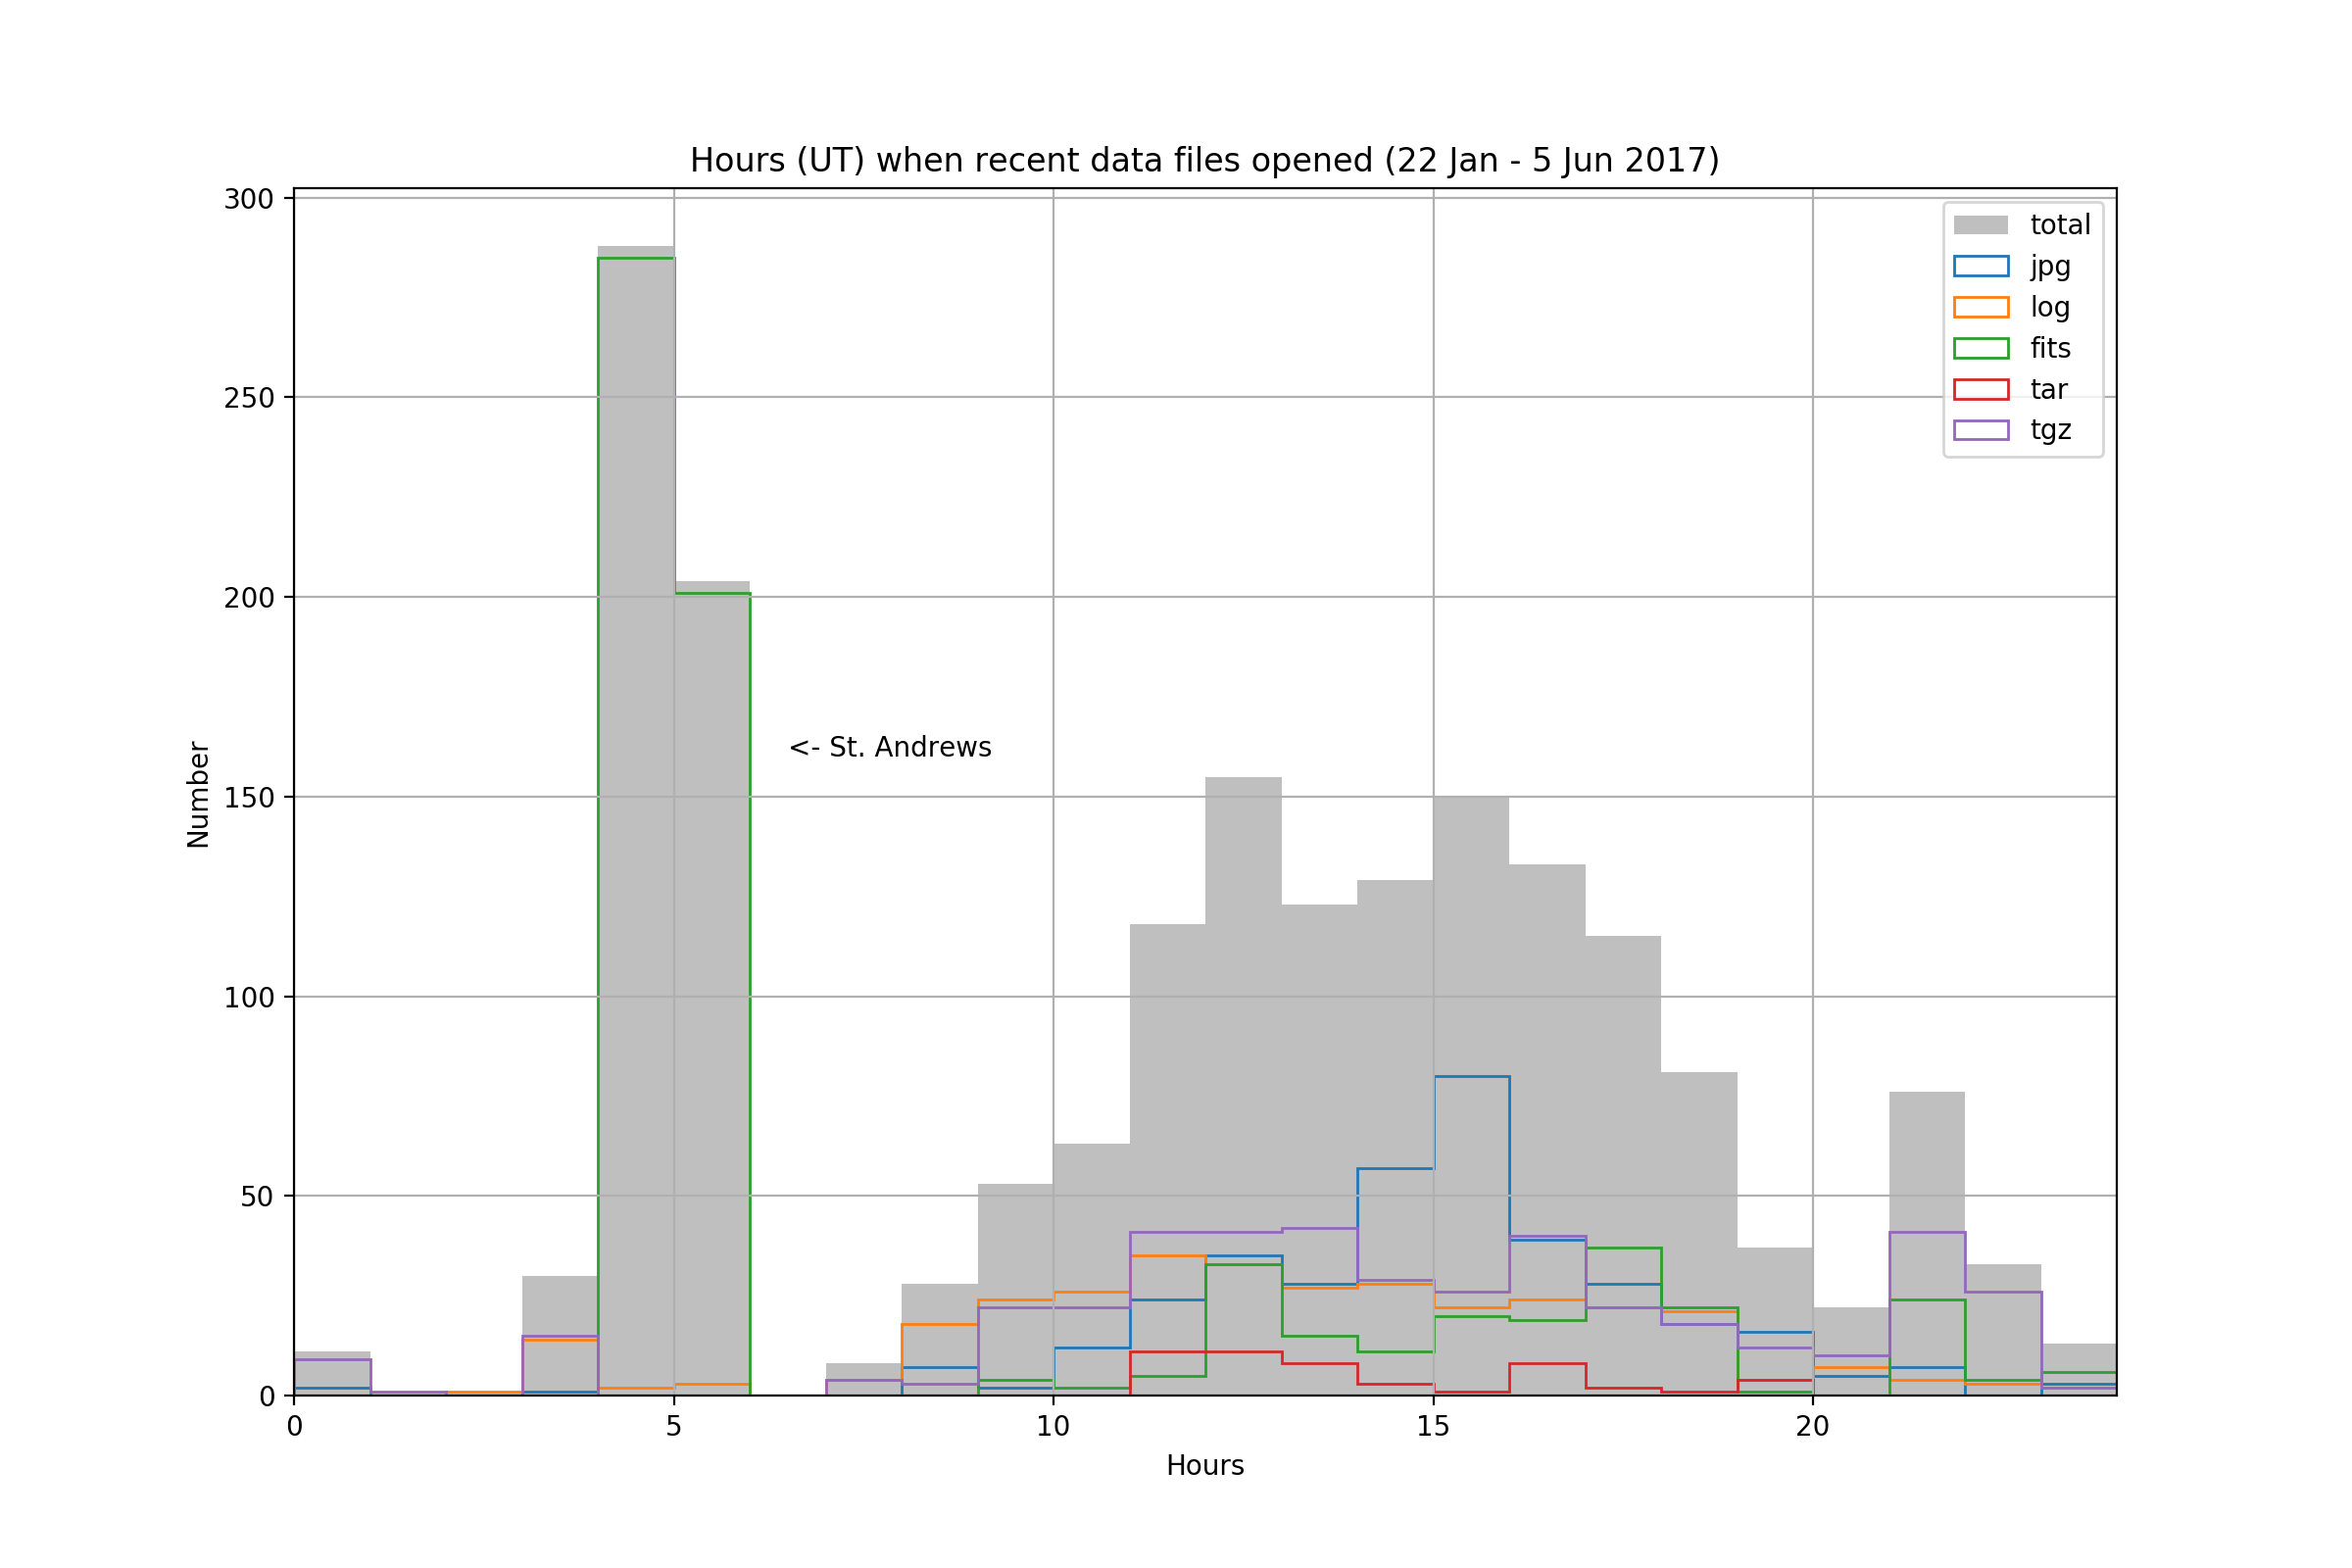 Hours (UT) when recent data files opened (22 Jan - 5 Jun 2017)
300
250
200
150
100
50
0
Number
total
jpg
log
fits
tar
tgz
<- St. Andrews
0 5 10 15 20
Hours